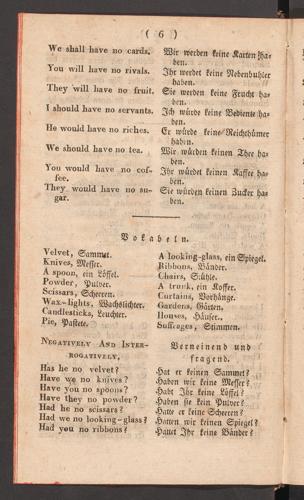 ( 6 )
We shall have no cards. Wir werden keine Karten ha=
ben.
You will have no rivals. Ihr werdet keine Nebenbuhler
haben.
They will have no fruit. Sie werden keine Frucht ha=
ben.
I should have no servants. Ich würde keine Bediente ha=
ben.
He would have no riches. Er würde keine Reichthümer
haben.
We should have no tea. Wir würden keinen Thee ha=
ben.
You would have no cof- Ihr würdet keinen Kaffee ha=
fee. ben.
They would have no su- Sie würden keinen Zucker ha=
gar. ben.
Vokabeln.
Velvet, Sammet.
Knives, Messer.
A spoon, ein Löffel.
Powder, Pulver.
Scissars, Scheeren.
Wax-lights, Wachslichter.
Candlesticks, Leuchter.
Pie, Pastete.
A looking-glass, ein Spiegel.
Ribbons, Bänder.
Chairs, Stühle.
A trunk, ein Koffer.
Curtains, Vorhänge.
Gardens, Gärten.
Houses, Häuser.
Suffrages, Stimmen.
Negatively And Inter-
rogatively,
Has he no velvet?
Have we no knives?
Have you no spoons?
Have they no powder?
Had he no scissars?
Had we no looking-glass?
Had you no ribbons?
Verneinend und
fragend.
Hat er keinen Sammet?
Haben wir keine Messer?
Habt Ihr keine Löffel?
Haben sie kein Pulver?
Hatte er keine Scheeren?
Hatten wir keinen Spiegel?
Hattet Ihr keine Bänder?